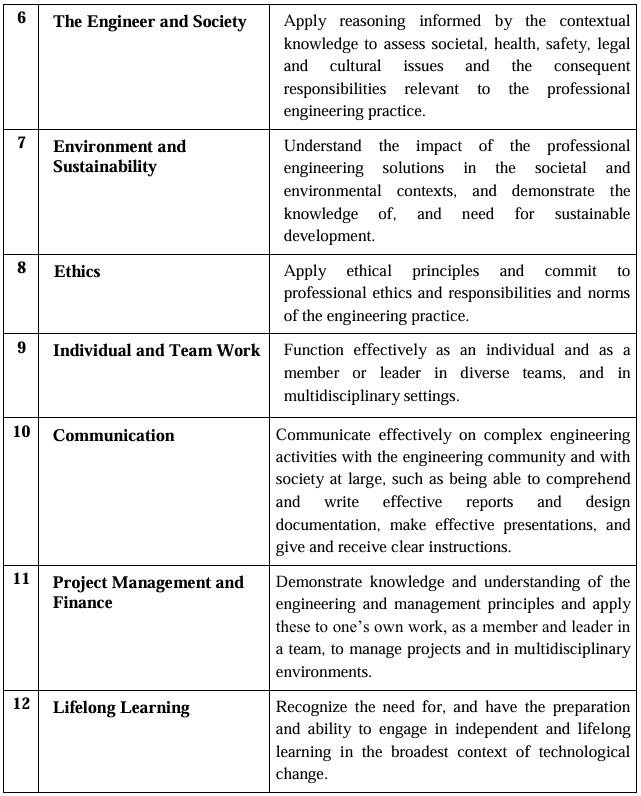 6
The Engineer and Society
Apply reasoning informed by the contextual
knowledge to assess societal, health, safety, legal
and cultural issues and the consequent
responsibilities relevant to the professional
engineering practice.
7
Environment and
Sustainability
Understand the impact of the professional
engineering solutions in the societal and
environmental contexts, and demonstrate the
knowledge of, and need for sustainable
development.
8
Ethics
Apply ethical principles and commit to
professional ethics and responsibilities and norms
of the engineering practice.
9
Individual and Team Work
Function effectively as an individual and as a
member or leader in diverse teams, and in
multidisciplinary settings.
10
Communication
Communicate effectively on complex engineering
activities with the engineering community and with
society at large, such as being able to comprehend
and write effective reports and design
documentation, make effective presentations, and
give and receive clear instructions.
11
Project Management and
Finance
Demonstrate knowledge and understanding of the
engineering and management principles and apply
these to one’s own work, as a member and leader in
a team, to manage projects and in multidisciplinary
environments.
12
Lifelong Learning
Recognize the need for, and have the preparation
and ability to engage in independent and lifelong
learning in the broadest context of technological
change.